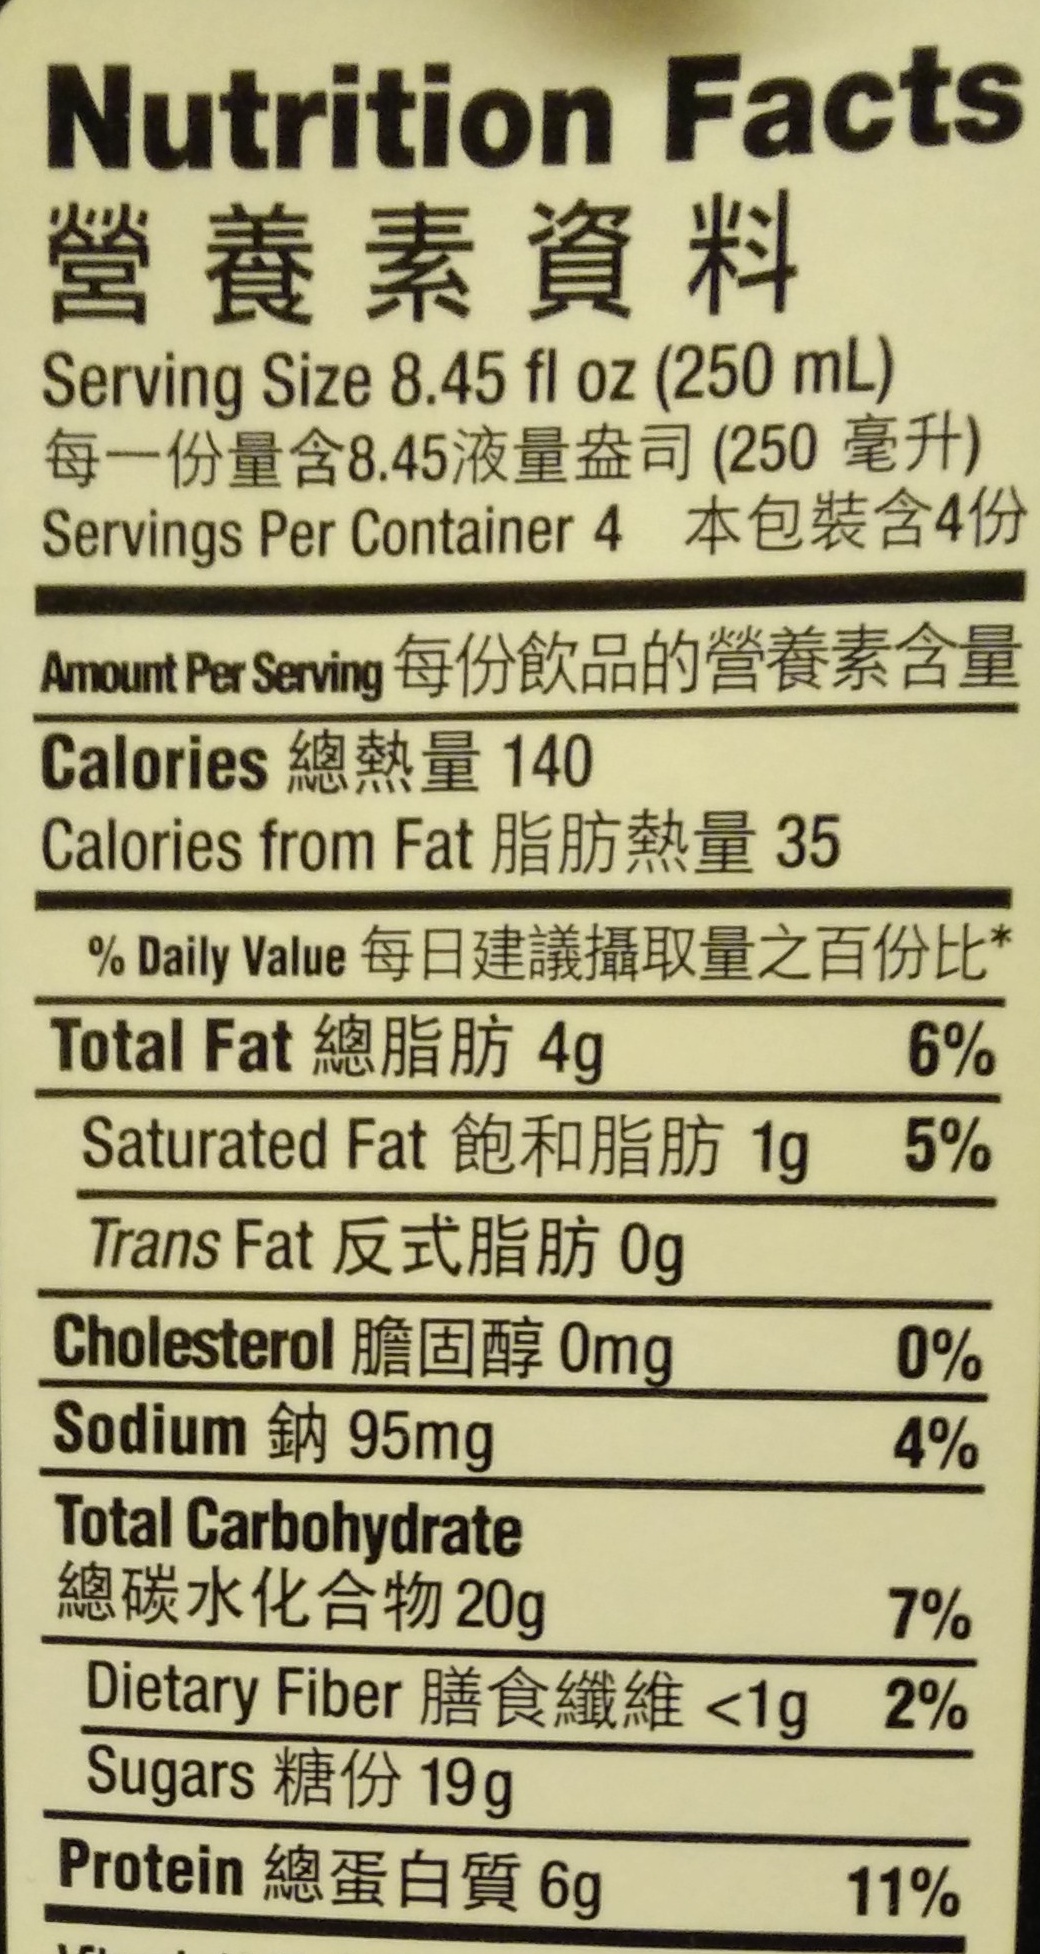 Nutrition Facts
營養素資料
Serving Size 8.45 fl oz (250 mL)
每一份量含8.45液量盎司 (250 毫升)
Servings Per Container 4 本包裝含4份
Amount Per Serving 每份飲品的營養素含量
Calories 總熱量 140
Calories from Fat 脂肪熱量 35
% Daily Value 每日建議攝取量之百份比*
Total Fat 總脂肪 4g 6%
Saturated Fat 飽和脂肪 1g 5%
Trans Fat 反式脂肪 0g
Cholesterol 膽固醇 0mg 0%
Sodium 鈉 95mg 4%
Total Carbohydrate
總碳水化合物 20g 7%
Dietary Fiber 膳食纖維 <1g 2%
Sugars 糖份 19g
Protein 總蛋白質 6g 11%